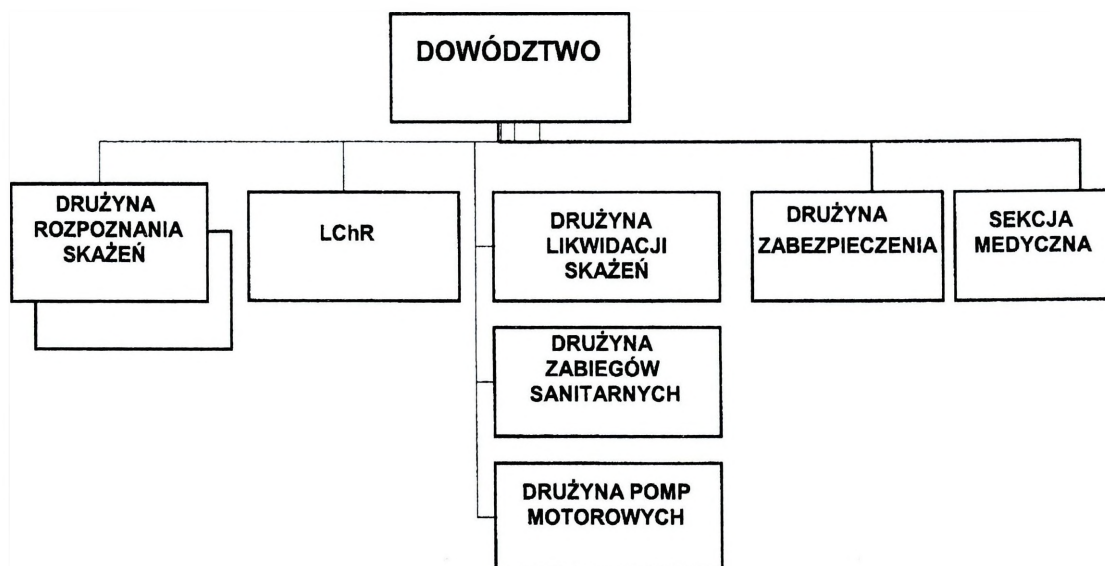 DOWÓDZTWO
DRUŻYNA
ROZPOZNANIA
SKAŻEŃ
LChR
DRUŻYNA
LIKWIDACJI
SKAŻEŃ
DRUŻYNA
ZABEZPIECZENIA
SEKCJA
MEDYCZNA
DRUŻYNA
ZABIEGÓW
SANITARNYCH
DRUŻYNA POMP
MOTOROWYCH